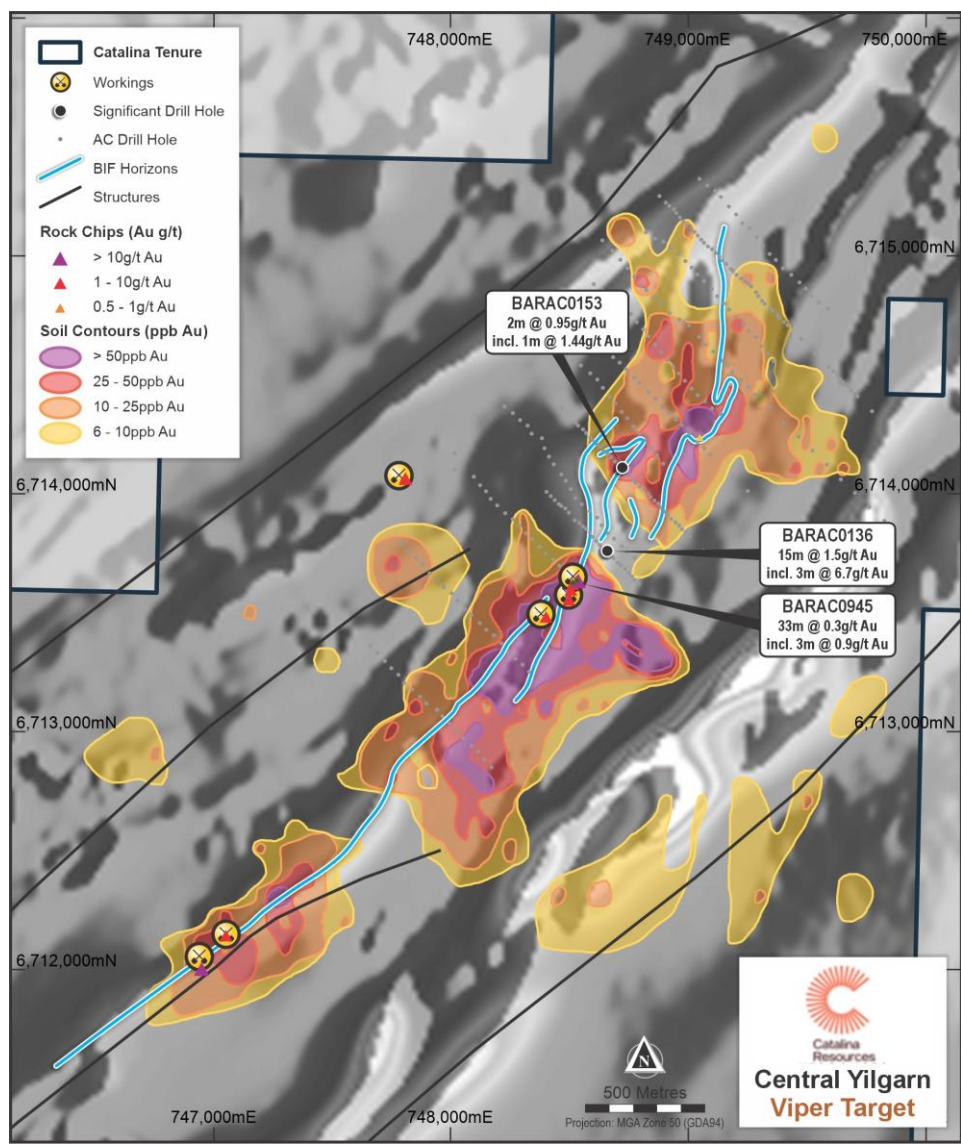 748,000mE
749,000mE
750,000mE
Catalina Tenure
Workings
Significant Drill Hole
AC Drill Hole
BIF Horizons
Structures
Rock Chips (Au g/t)
> 10g/t Au
1 - 10g/t Au
0.5 - 1g/t Au
Soil Contours (ppb Au)
> 50ppb Au
25 - 50ppb Au
10 - 25ppb Au
6 - 10ppb Au
6,715,000mN
BARAC0153
2m @ 0.95g/t Au
incl. 1m @ 1.44g/t Au
6,714,000mN
6,714,000mN
BARAC0136
15m @ 1.5g/t Au
incl. 3m @ 6.7g/t Au
BARAC0945
33m @ 0.3g/t Au
incl. 3m @ 0.9g/t Au
6,713,000mN
6,713,000mN
6,712,000mN
N
500 Metres
Projection: MGA Zone 50 (GDA94)
747,000mE
748,000mE
Catalina
Resources
Central Yilgarn
Viper Target